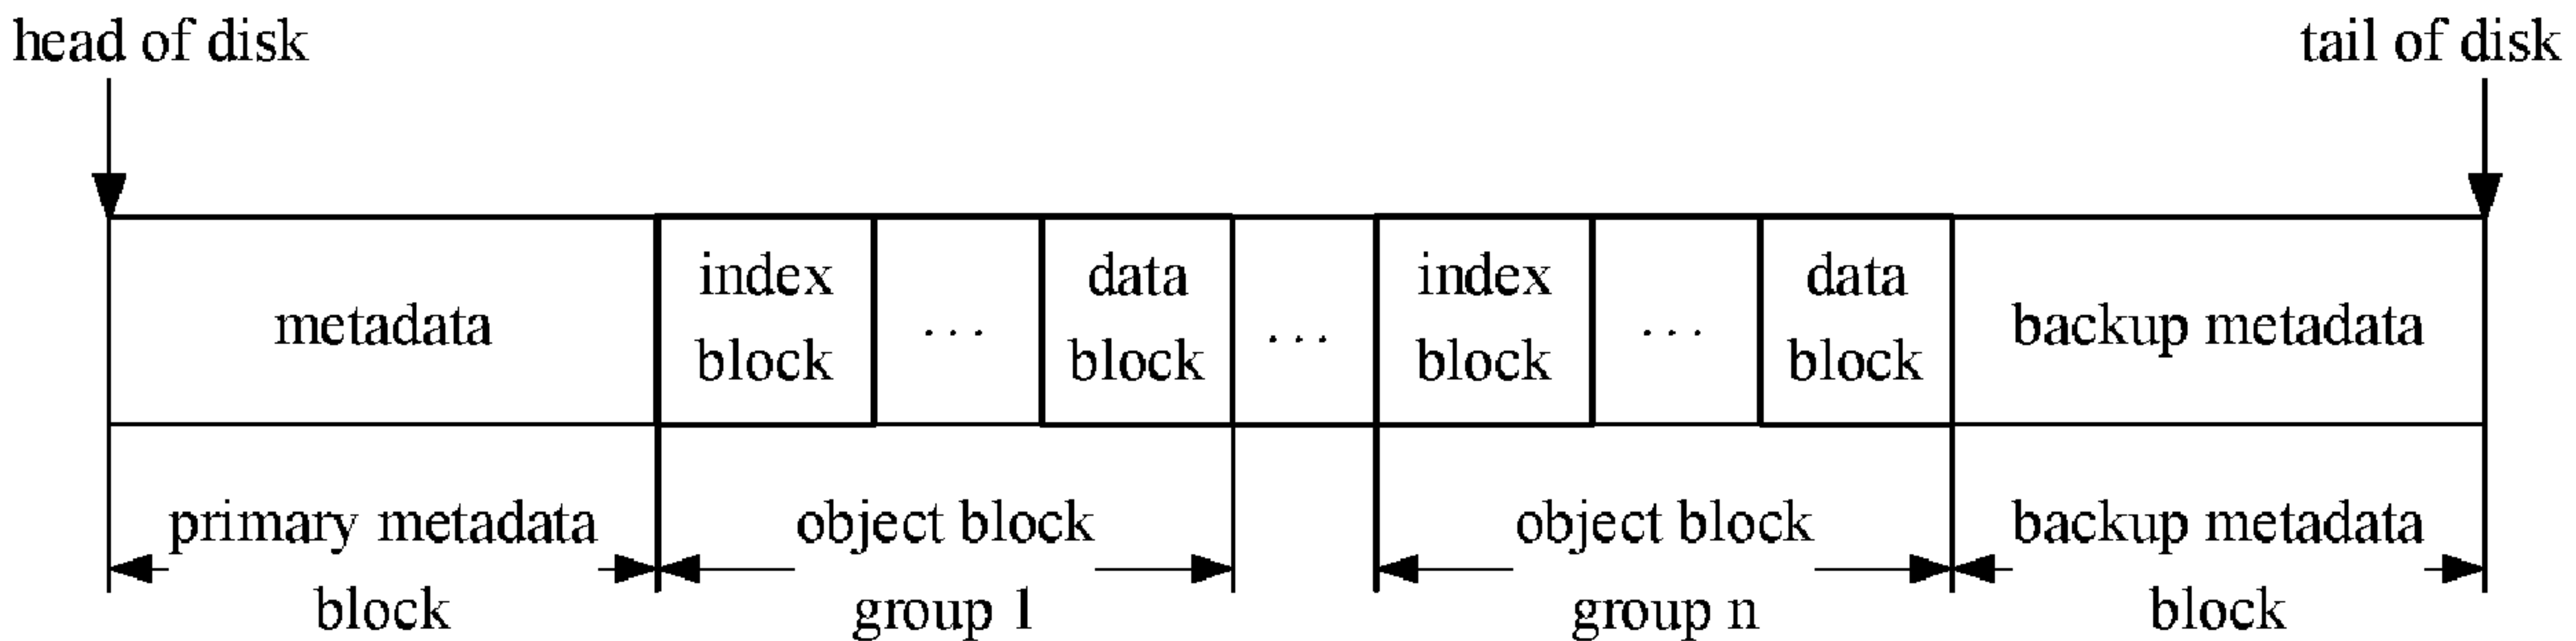 head of disk
tail of disk
metadata
index
block
...
data
block
...
index
block
...
data
block
backup metadata
primary metadata
block
object block
group 1
object block
group n
backup metadata
block